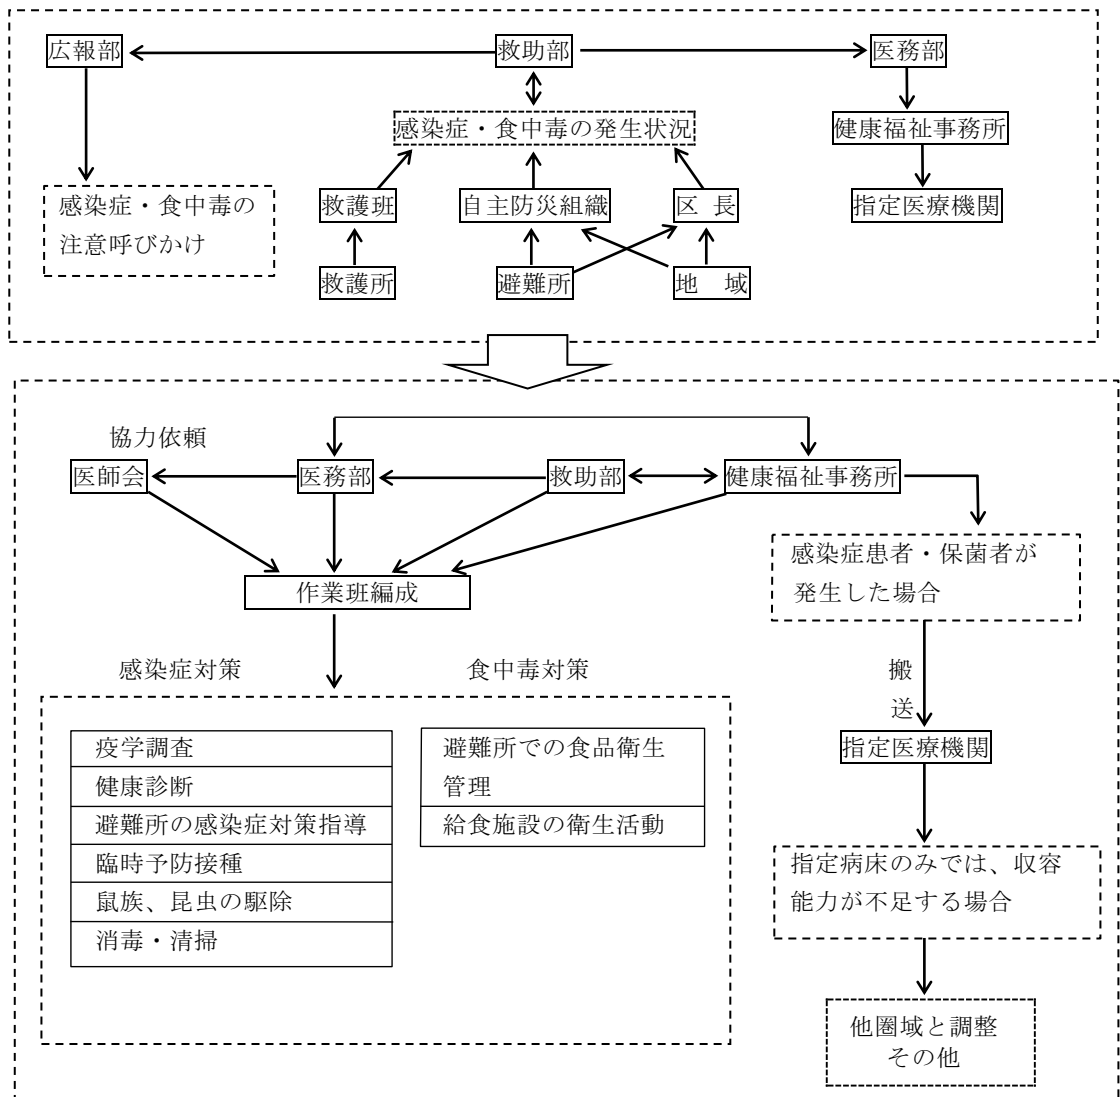 広報部
救助部
医務部
感染症・食中毒の発生状況
健康福祉事務所
感染症・食中毒の
注意呼びかけ
救護班
自主防災組織
区 長
指定医療機関
救護所
避難所
地 域
協力依頼
医師会
医務部
救助部
健康福祉事務所
感染症患者・保菌者が
発生した場合
作業班編成
感染症対策
食中毒対策
搬
送
疫学調査
健康診断
避難所の感染症対策指導
臨時予防接種
鼠族、昆虫の駆除
消毒・清掃
避難所での食品衛生
管理
給食施設の衛生活動
指定医療機関
指定病床のみでは、収容
能力が不足する場合
他圏域と調整
その他